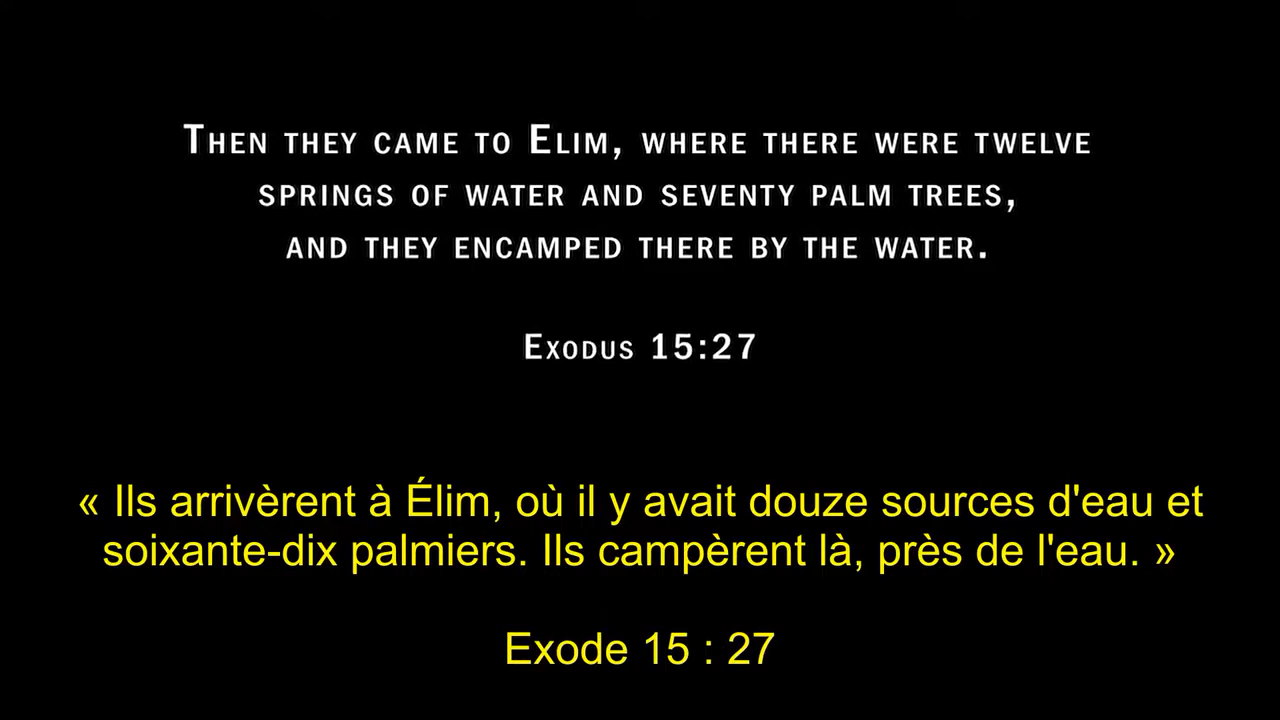 Then they came to Elim, where there were twelve
springs of water and seventy palm trees,
and they encamped there by the water.
Exodus 15:27
« Ils arrivèrent à Élim, où il y avait douze sources d'eau et
soixante-dix palmiers. Ils campèrent là, près de l'eau. »
Exode 15 : 27